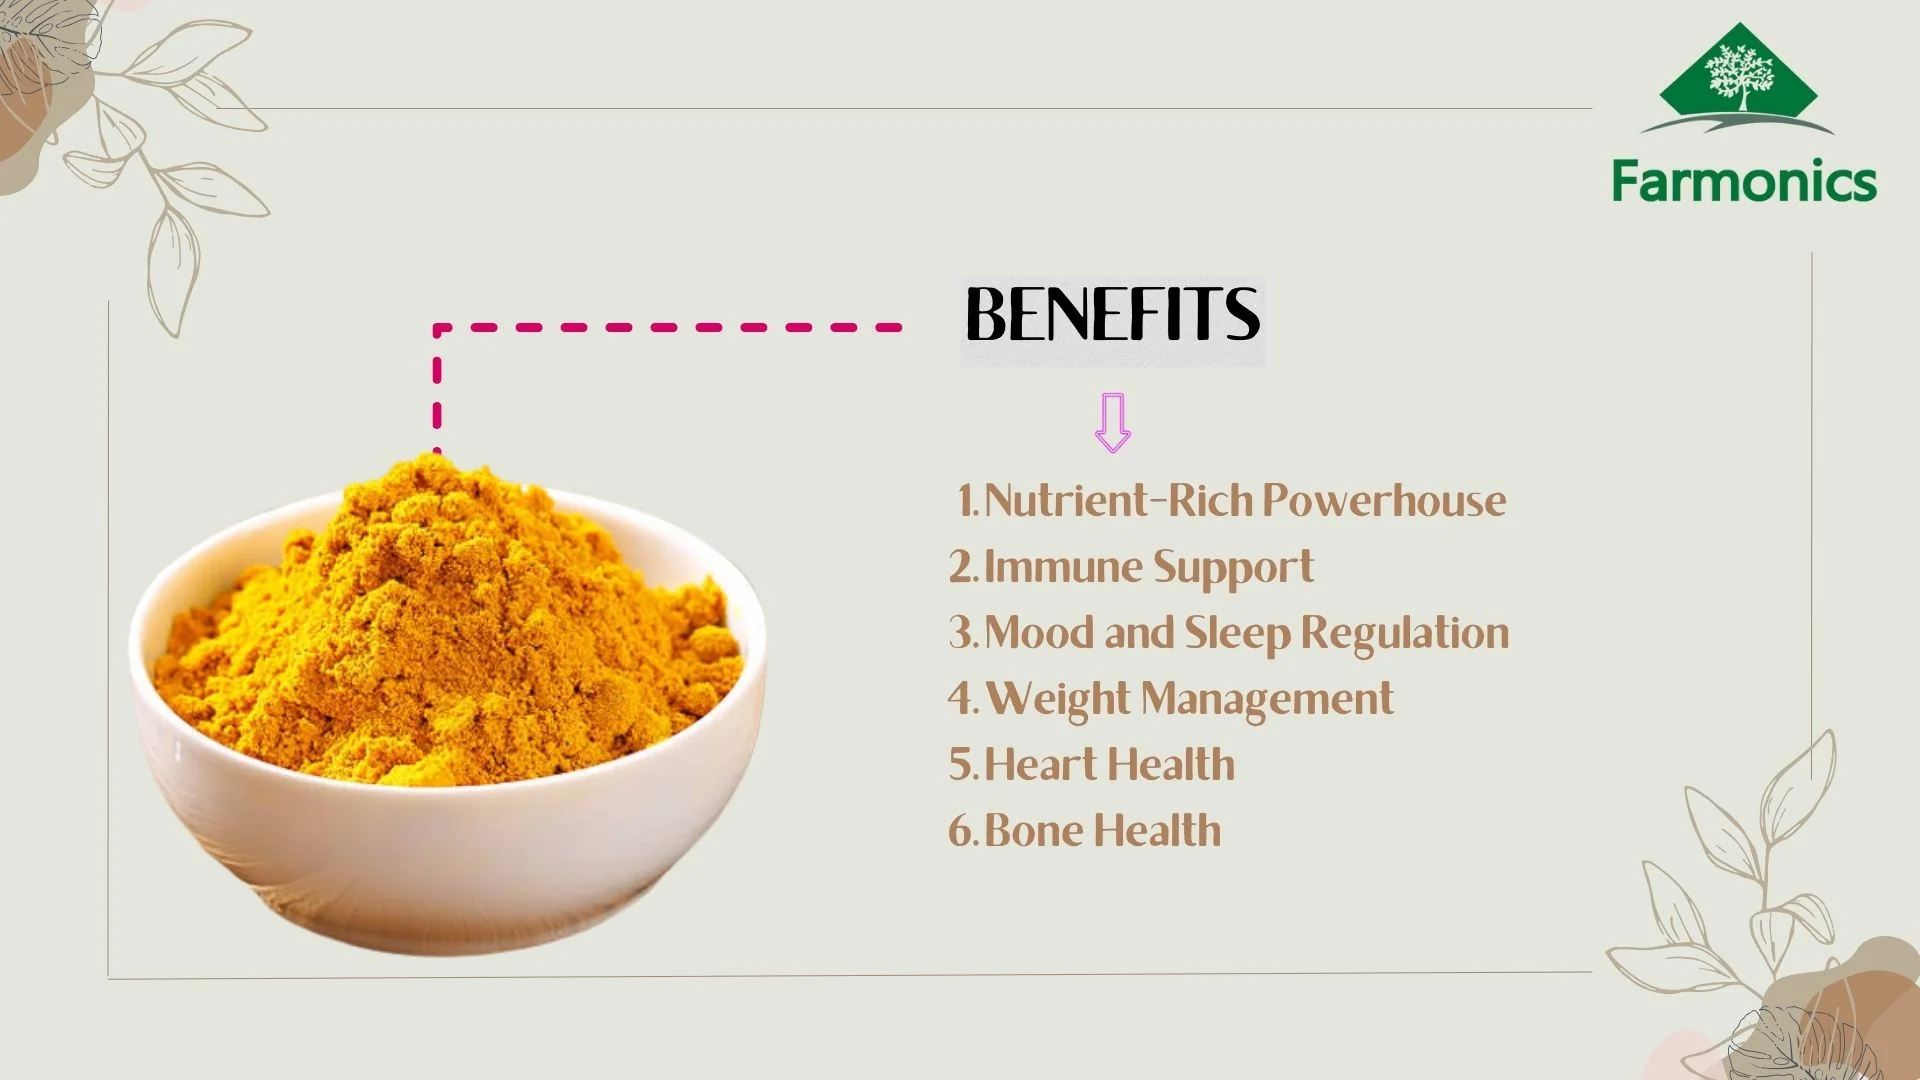 Farmonics
BENEFITS
1. Nutrient-Rich Powerhouse
2. Immune Support
3. Mood and Sleep Regulation
4. Weight Management
5. Heart Health
6. Bone Health